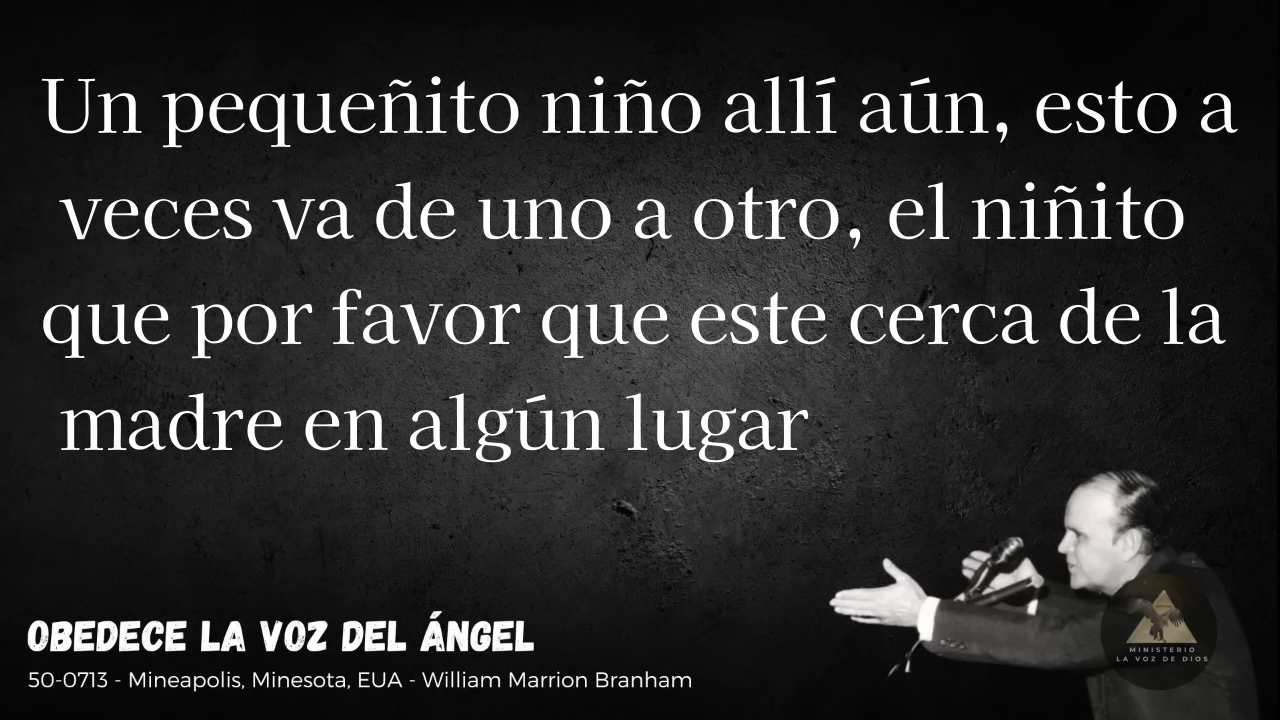 Un pequeñito niño allí aún, esto a
veces va de uno a otro, el niñito
que por favor que este cerca de la
madre en algún lugar
OBEDECE LA VOZ DEL ÁNGEL
50-0713 - Mineapolis, Minesota, EUA - William Marrion Branham
MINISTERIO
LA VOZ DE DIOS